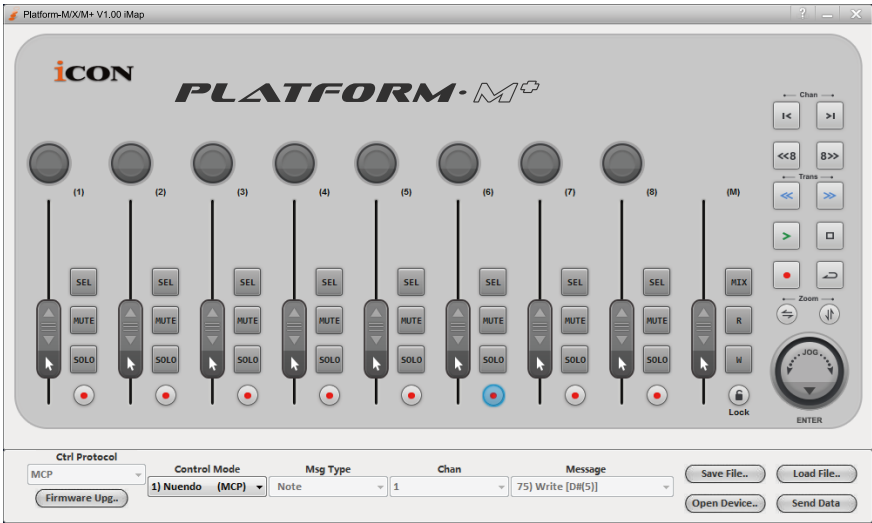 Platform-M/X/M+ V1.00 iMap
iCON
PLATFORM·M+
Chan
I< >I
<<8 8>>
Trans
<< >>
>
Zoom
JOG
ENTER
(1) (2) (3) (4) (5) (6) (7) (8) (M)
SEL SEL SEL SEL SEL SEL SEL SEL MIX
MUTE MUTE MUTE MUTE MUTE MUTE MUTE MUTE R
SOLO SOLO SOLO SOLO SOLO SOLO SOLO SOLO W
Lock
Ctrl Protocol
MCP
Firmware Upg..
Control Mode Msg Type Chan Message
1) Nuendo (MCP) Note 1 75) Write [D#(5)]
Save File.. Load File..
Open Device.. Send Data